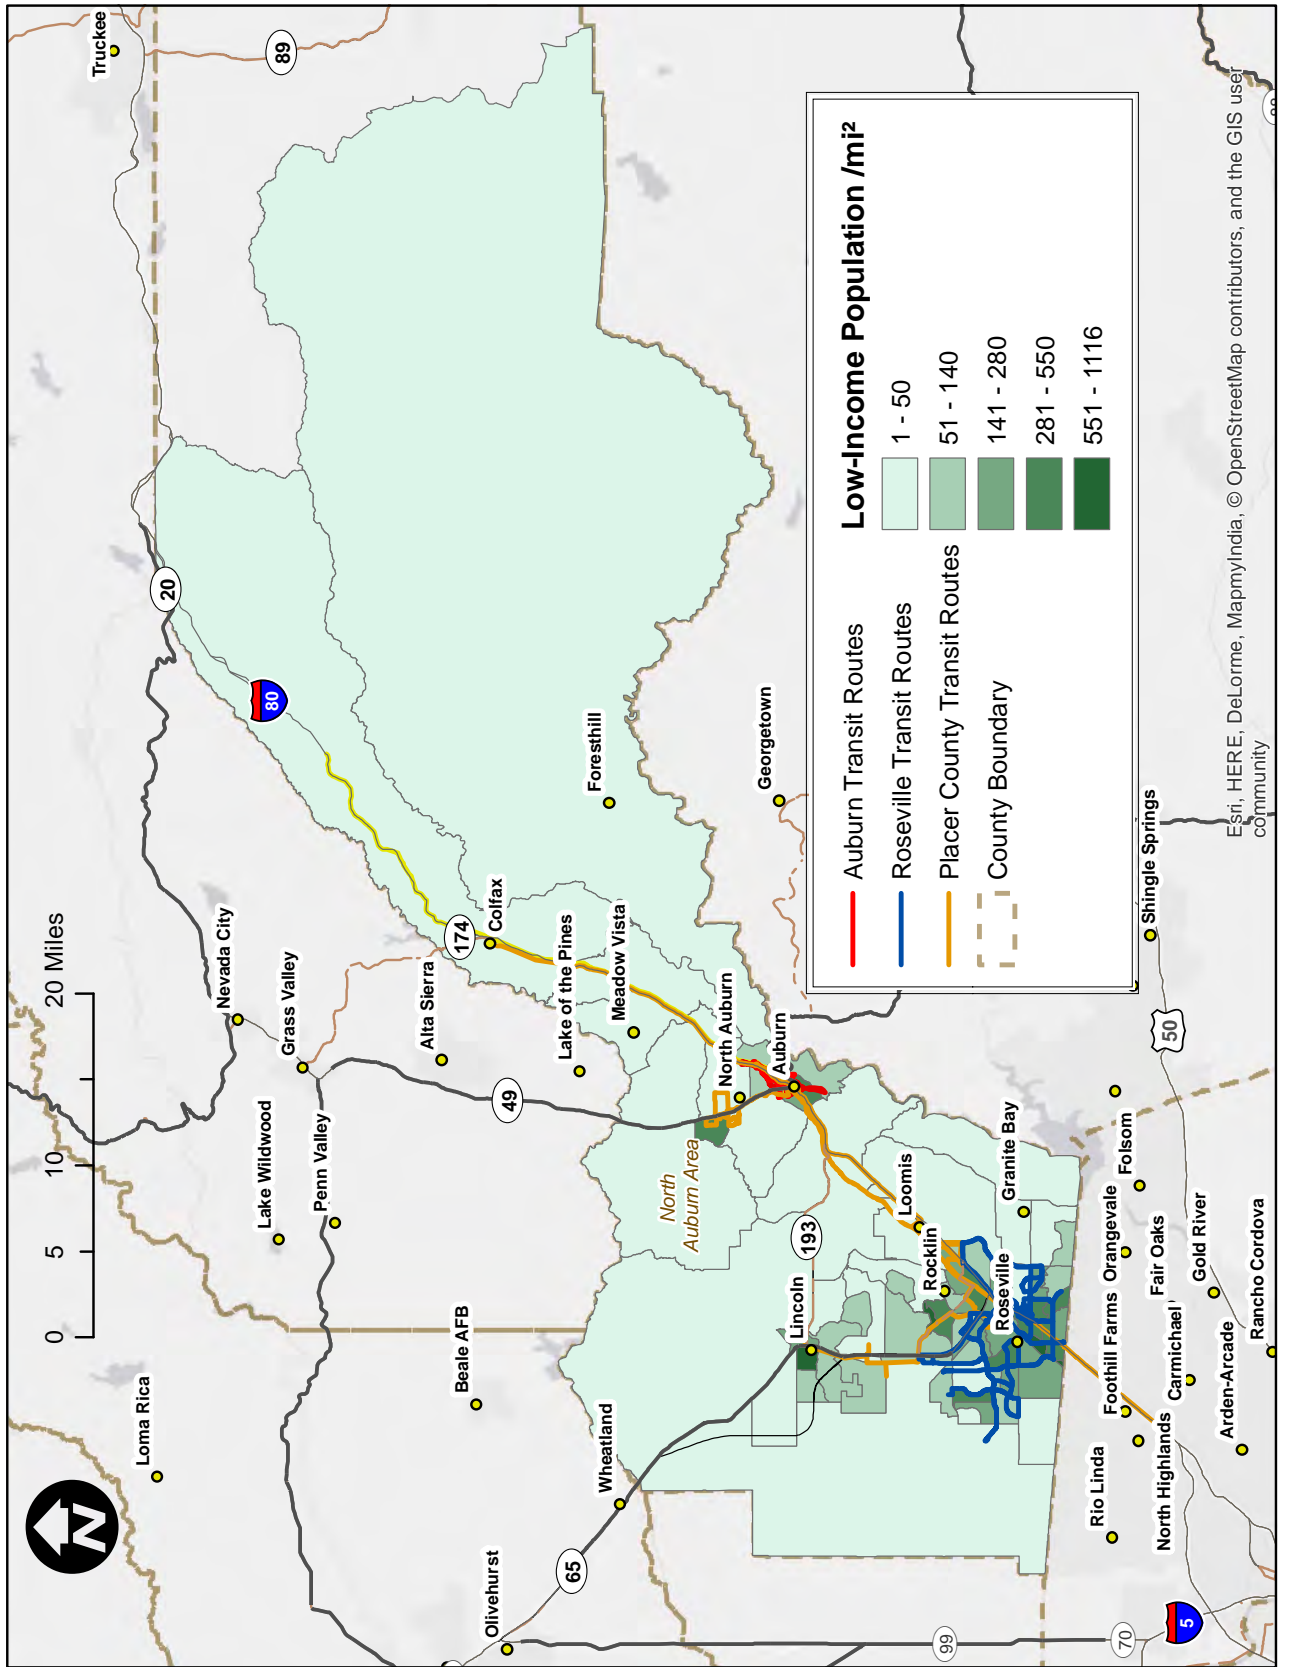 N
0
5
10
20 Miles
Loma Rica
Lake Wildwood
Penn Valley
Nevada City
Grass Valley
Truckee
89
20
80
Beale AFB
49
Alta Sierra
174
Colfax
Olivehurst
65
Wheatland
Lake of the Pines
Meadow Vista
Foresthill
North
Auburn Area
North Auburn
Auburn
Georgetown
Lincoln
193
Loomis
Rocklin
Roseville
Granite Bay
99
70
5
Rio Linda
North Highlands
Foothill Farms
Carmichael
Arden-Arcade
Orangevale
Fair Oaks
Gold River
Rancho Cordova
Folsom
50
Shingle Springs
Auburn Transit Routes
Roseville Transit Routes
Placer County Transit Routes
County Boundary
Low-Income Population /mi²
1 - 50
51 - 140
141 - 280
281 - 550
551 - 1116
Esri, HERE, DeLorme, MapmyIndia, © OpenStreetMap contributors, and the GIS user
community